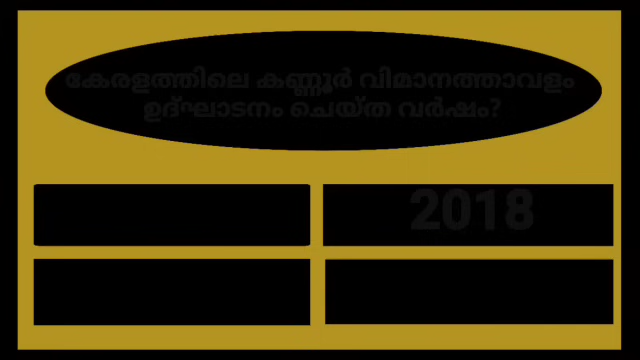 കേരളത്തിലെ കണ്ണൂർ വിമാനത്താവളം
ഉദ്ഘാടനം ചെയ്ത വർഷം?
2018